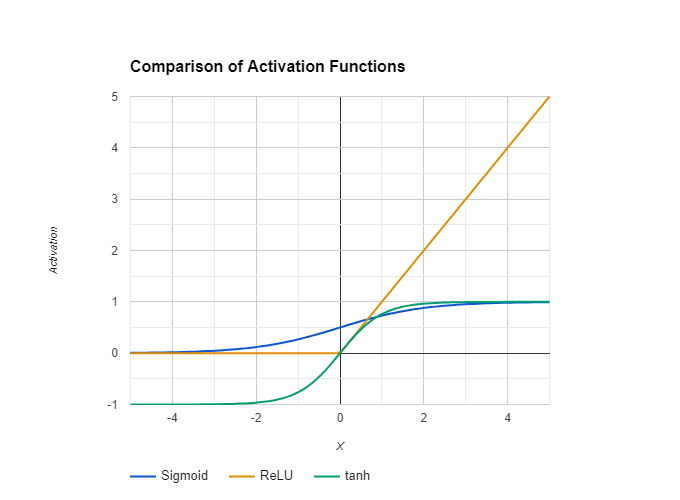 Comparison of Activation Functions
5
4
3
2
1
0
-1
Activation
-4 -2 0 2 4
X
Sigmoid ReLU tanh